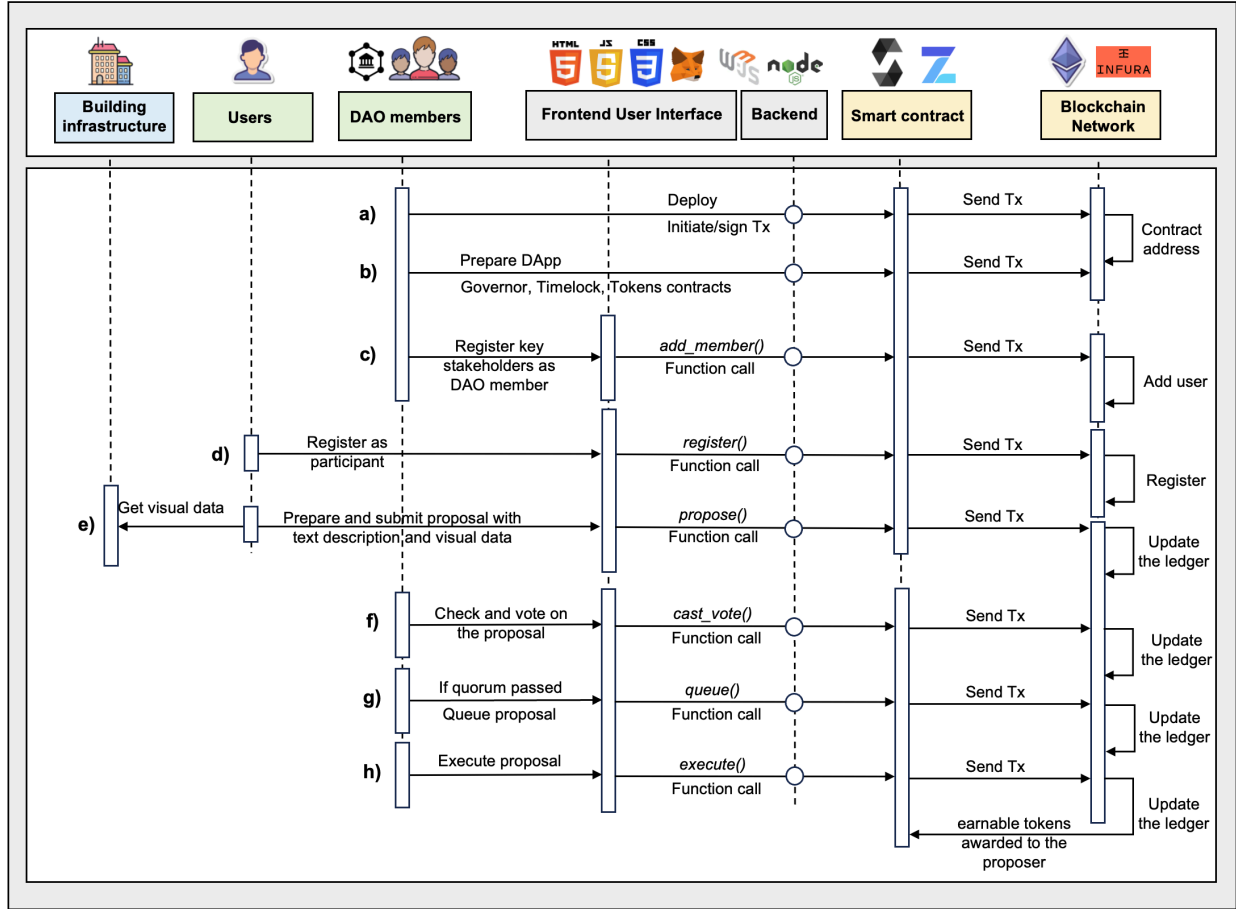 HTML
JS
CSS
W3JS
node
JS
INFURA
Building
infrastructure
Users
DAO members
Frontend User Interface
Backend
Smart contract
Blockchain
Network
a)
Deploy
Initiate/sign Tx
Send Tx
Contract
address
b)
Prepare DApp
Governor, Timelock, Tokens contracts
Send Tx
c)
Register key
stakeholders as
DAO member
add_member()
Function call
Send Tx
Add user
d)
Register as
participant
register()
Function call
Send Tx
Register
e)
Get visual data
Prepare and submit proposal with
text description and visual data
propose()
Function call
Send Tx
Update
the ledger
f)
Check and vote on
the proposal
cast_vote()
Function call
Send Tx
Update
the ledger
g)
If quorum passed
Queue proposal
queue()
Function call
Send Tx
Update
the ledger
h)
Execute proposal
execute()
Function call
Send Tx
Update
the ledger
earnable tokens
awarded to the
proposer